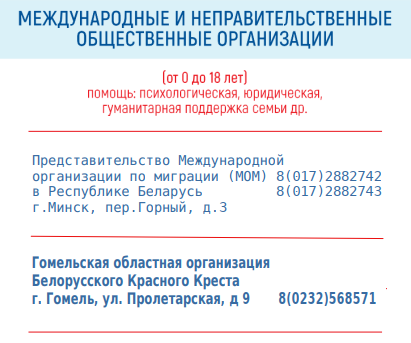 МЕЖДУНАРОДНЫЕ И НЕПРАВИТЕЛЬСТВЕННЫЕ
ОБЩЕСТВЕННЫЕ ОРГАНИЗАЦИИ
(от 0 до 18 лет)
помощь: психологическая, юридическая,
гуманитарная поддержка семьи др.
Представительство Международной
организации по миграции (МОМ) 8(017)2882742
в Республике Беларусь 8(017)2882743
г.Минск, пер.Горный, д.3
Гомельская областная организация
Белорусского Красного Креста
г. Гомель, ул. Пролетарская, д 9 8(0232)568571